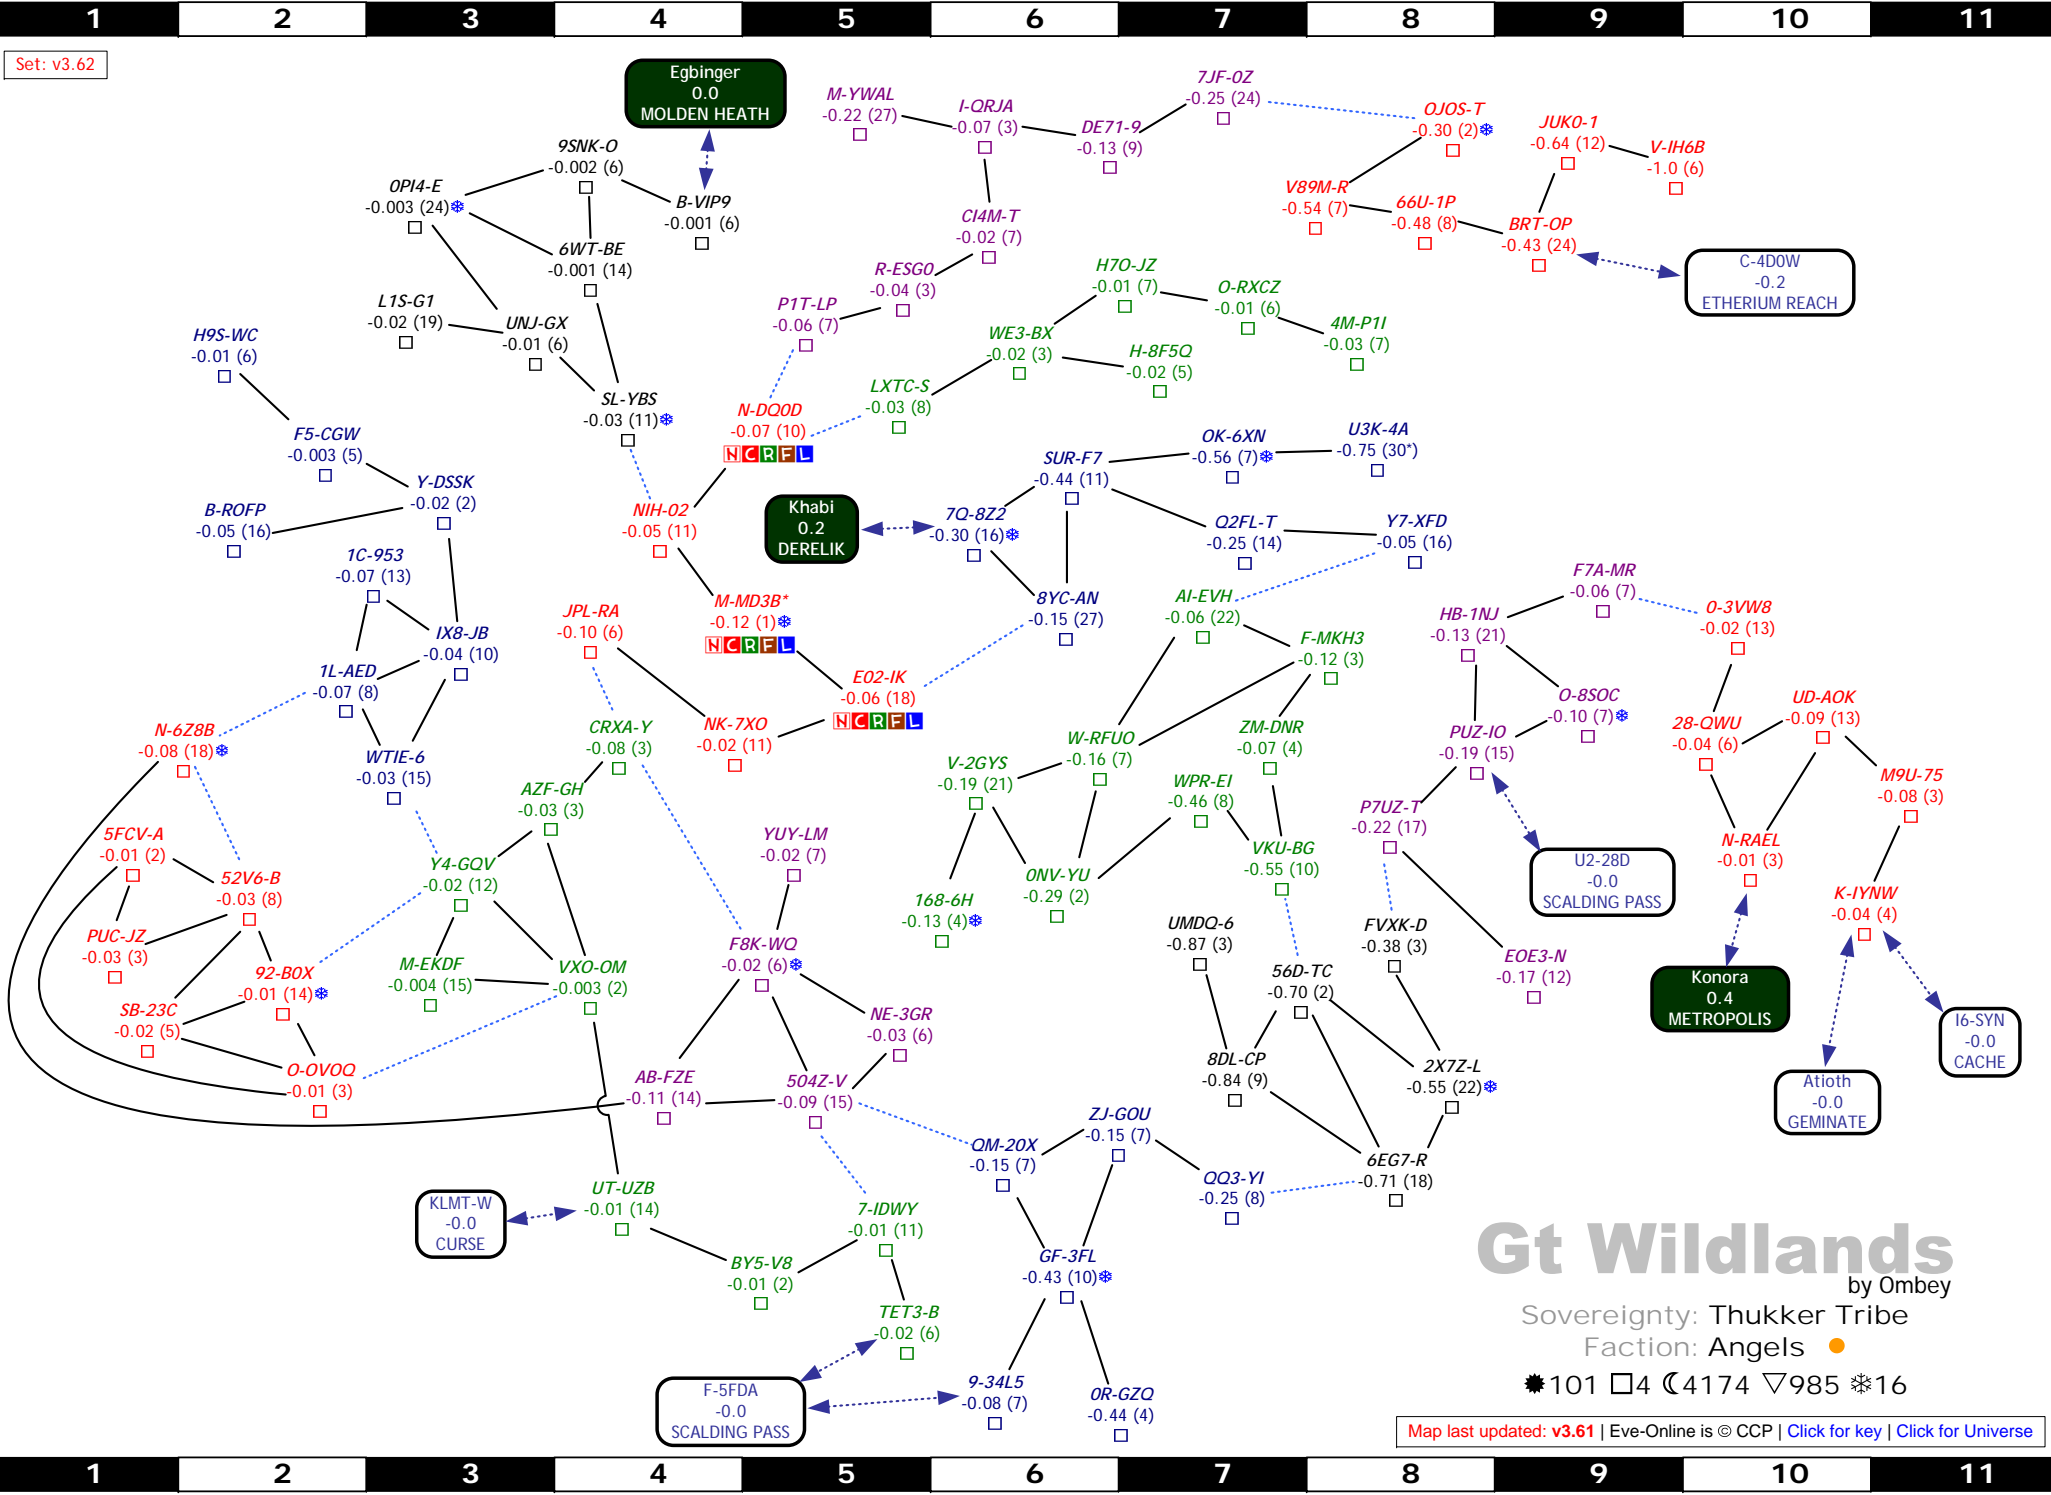 1 2 3 4 5 6 7 8 9 10 11
Set: v3.62
Egbinger
0.0
MOLDEN HEATH
9SNK-O
-0.002 (6)
0PI4-E
-0.003 (24)
B-VIP9
-0.001 (6)
6WT-BE
-0.001 (14)
L1S-G1
-0.02 (19)
UNJ-GX
-0.01 (6)
SL-YBS
-0.03 (11)
M-YWAL
-0.22 (27)
I-QRJA
-0.07 (3)
DE71-9
-0.13 (9)
7JF-0Z
-0.25 (24)
CI4M-T
-0.02 (7)
R-ESG0
-0.04 (3)
P1T-LP
-0.06 (7)
OJOS-T
-0.30 (2)
JUK0-1
-0.64 (12)
V-IH6B
-1.0 (6)
V89M-R
-0.54 (7)
66U-1P
-0.48 (8)
BRT-OP
-0.43 (24)
C-4D0W
-0.2
ETHERIUM REACH
H7O-JZ
-0.01 (7)
O-RXCZ
-0.01 (6)
4M-P1I
-0.03 (7)
WE3-BX
-0.02 (3)
H-8F5Q
-0.02 (5)
LXTC-S
-0.03 (8)
H9S-WC
-0.01 (6)
F5-CGW
-0.003 (5)
Y-DSSK
-0.02 (2)
B-ROFP
-0.05 (16)
1C-953
-0.07 (13)
IX8-JB
-0.04 (10)
1L-AED
-0.07 (8)
WTIE-6
-0.03 (15)
N-DQ0D
-0.07 (10)
N C R F L
NIH-02
-0.05 (11)
M-MD3B*
-0.12 (1)
N C R F L
JPL-RA
-0.10 (6)
E02-IK
-0.06 (18)
N C R F L
NK-7XO
-0.02 (11)
Khabi
0.2
DERELIK
SUR-F7
-0.44 (11)
OK-6XN
-0.56 (7)
U3K-4A
-0.75 (30*)
7Q-8Z2
-0.30 (16)
Q2FL-T
-0.25 (14)
Y7-XFD
-0.05 (16)
8YC-AN
-0.15 (27)
AI-EVH
-0.06 (22)
F-MKH3
-0.12 (3)
ZM-DNR
-0.07 (4)
W-RFUO
-0.16 (7)
V-2GYS
-0.19 (21)
WPR-EI
-0.46 (8)
VKU-BG
-0.55 (10)
0NV-YU
-0.29 (2)
168-6H
-0.13 (4)
F7A-MR
-0.06 (7)
HB-1NJ
-0.13 (21)
O-8SOC
-0.10 (7)
PUZ-IO
-0.19 (15)
P7UZ-T
-0.22 (17)
EOE3-N
-0.17 (12)
U2-28D
-0.0
SCALDING PASS
0-3VW8
-0.02 (13)
UD-AOK
-0.09 (13)
28-QWU
-0.04 (6)
M9U-75
-0.08 (3)
N-RAEL
-0.01 (3)
K-IYNW
-0.04 (4)
Konora
0.4
METROPOLIS
I6-SYN
-0.0
CACHE
Atioth
-0.0
GEMINATE
N-6Z8B
-0.08 (18)
5FCV-A
-0.01 (2)
52V6-B
-0.03 (8)
PUC-JZ
-0.03 (3)
92-B0X
-0.01 (14)
SB-23C
-0.02 (5)
O-OVOQ
-0.01 (3)
CRXA-Y
-0.08 (3)
AZF-GH
-0.03 (3)
Y4-GQV
-0.02 (12)
M-EKDF
-0.004 (15)
VXO-OM
-0.003 (2)
YUY-LM
-0.02 (7)
F8K-WQ
-0.02 (6)
NE-3GR
-0.03 (6)
AB-FZE
-0.11 (14)
504Z-V
-0.09 (15)
UMDQ-6
-0.87 (3)
56D-TC
-0.70 (2)
FVXK-D
-0.38 (3)
8DL-CP
-0.84 (9)
2X7Z-L
-0.55 (22)
6EG7-R
-0.71 (18)
ZJ-GOU
-0.15 (7)
QM-20X
-0.15 (7)
QQ3-YI
-0.25 (8)
GF-3FL
-0.43 (10)
9-34L5
-0.08 (7)
0R-GZQ
-0.44 (4)
KLMT-W
-0.0
CURSE
UT-UZB
-0.01 (14)
7-IDWY
-0.01 (11)
BY5-V8
-0.01 (2)
TET3-B
-0.02 (6)
F-5FDA
-0.0
SCALDING PASS
Gt Wildlands
by Ombey
Sovereignty: Thukker Tribe
Faction: Angels
101 4 4174 985 16
Map last updated: v3.61 | Eve-Online is © CCP | Click for key | Click for Universe
1 2 3 4 5 6 7 8 9 10 11